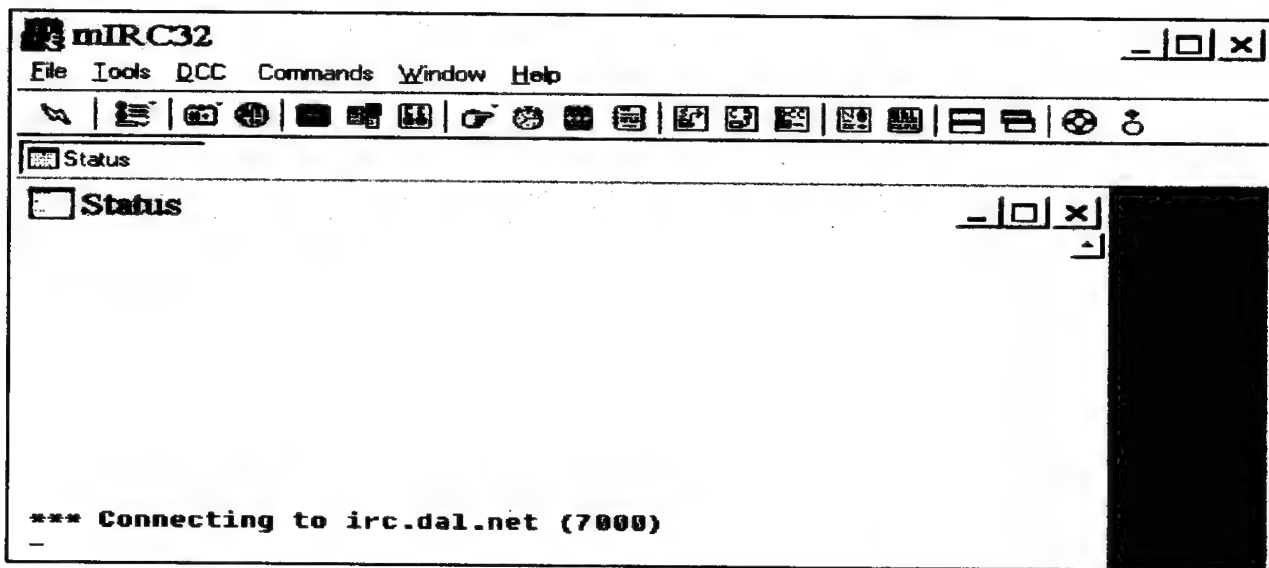 mIRC32
File Tools DCC Commands Window Help
Status
Status
*** Connecting to irc.dal.net (7000)